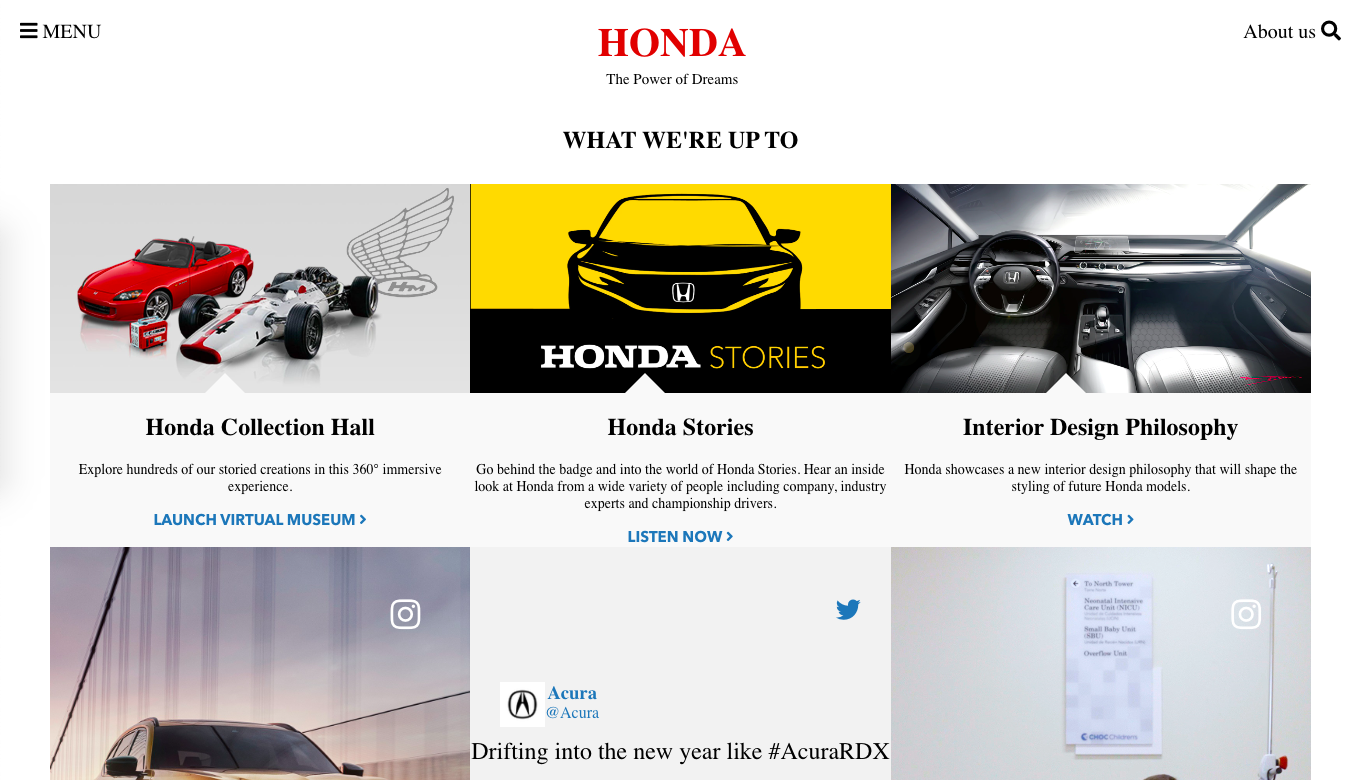 MENU
HONDA
About us
The Power of Dreams
WHAT WE'RE UP TO
HM
4
HONDA STORIES
Honda Collection Hall
Explore hundreds of our storied creations in this 360° immersive
experience.
LAUNCH VIRTUAL MUSEUM
Honda Stories
Go behind the badge and into the world of Honda Stories. Hear an inside
look at Honda from a wide variety of people including company, industry
experts and championship drivers.
LISTEN NOW
Interior Design Philosophy
Honda showcases a new interior design philosophy that will shape the
styling of future Honda models.
WATCH
Acura
@Acura
Drifting into the new year like #AcuraRDX
To North Tower
Neonatal Intensive
Care Unit (NICU)
Small Baby Unit
(SBU)
Overflow Unit
CHOC Children's